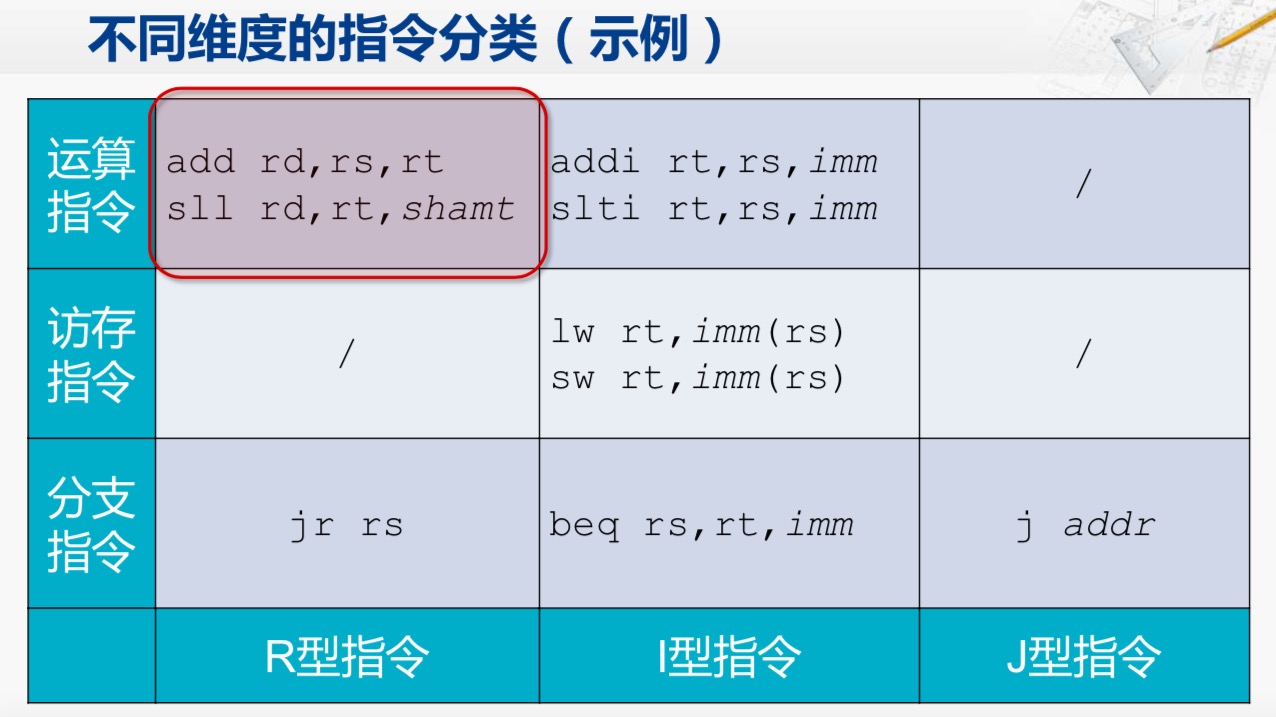 不同维度的指令分类（示例）
运算
指令
add rd,rs,rt
sll rd,rt,shamt
addi rt,rs,imm
slti rt,rs,imm
/
访存
指令
/
lw rt,imm(rs)
sw rt,imm(rs)
/
分支
指令
jr rs
beq rs,rt,imm
j addr
R型指令
I型指令
J型指令